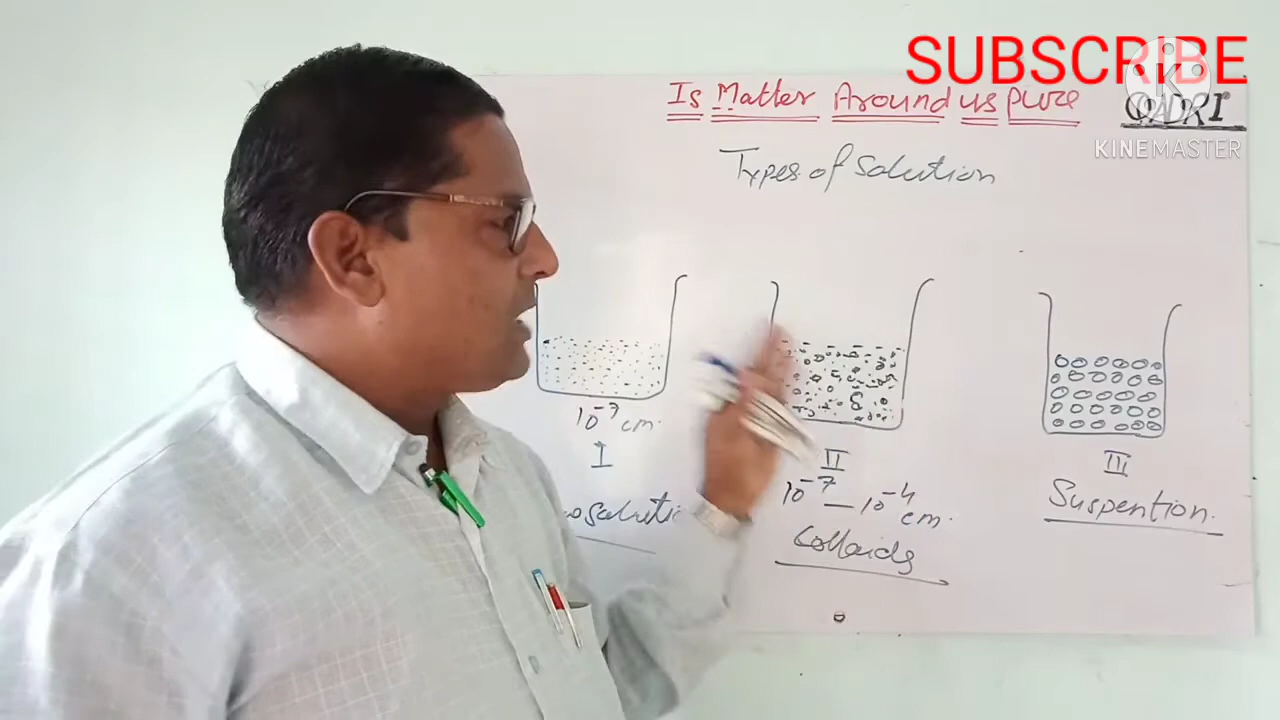 SUBSCRIBE
Is Matter Around us pure
QADRI
KINEMASTER
Types of Solution
10⁻⁷ cm.
I
II
10⁻⁷ — 10⁻⁴ cm.
Colloids
III
Suspention.